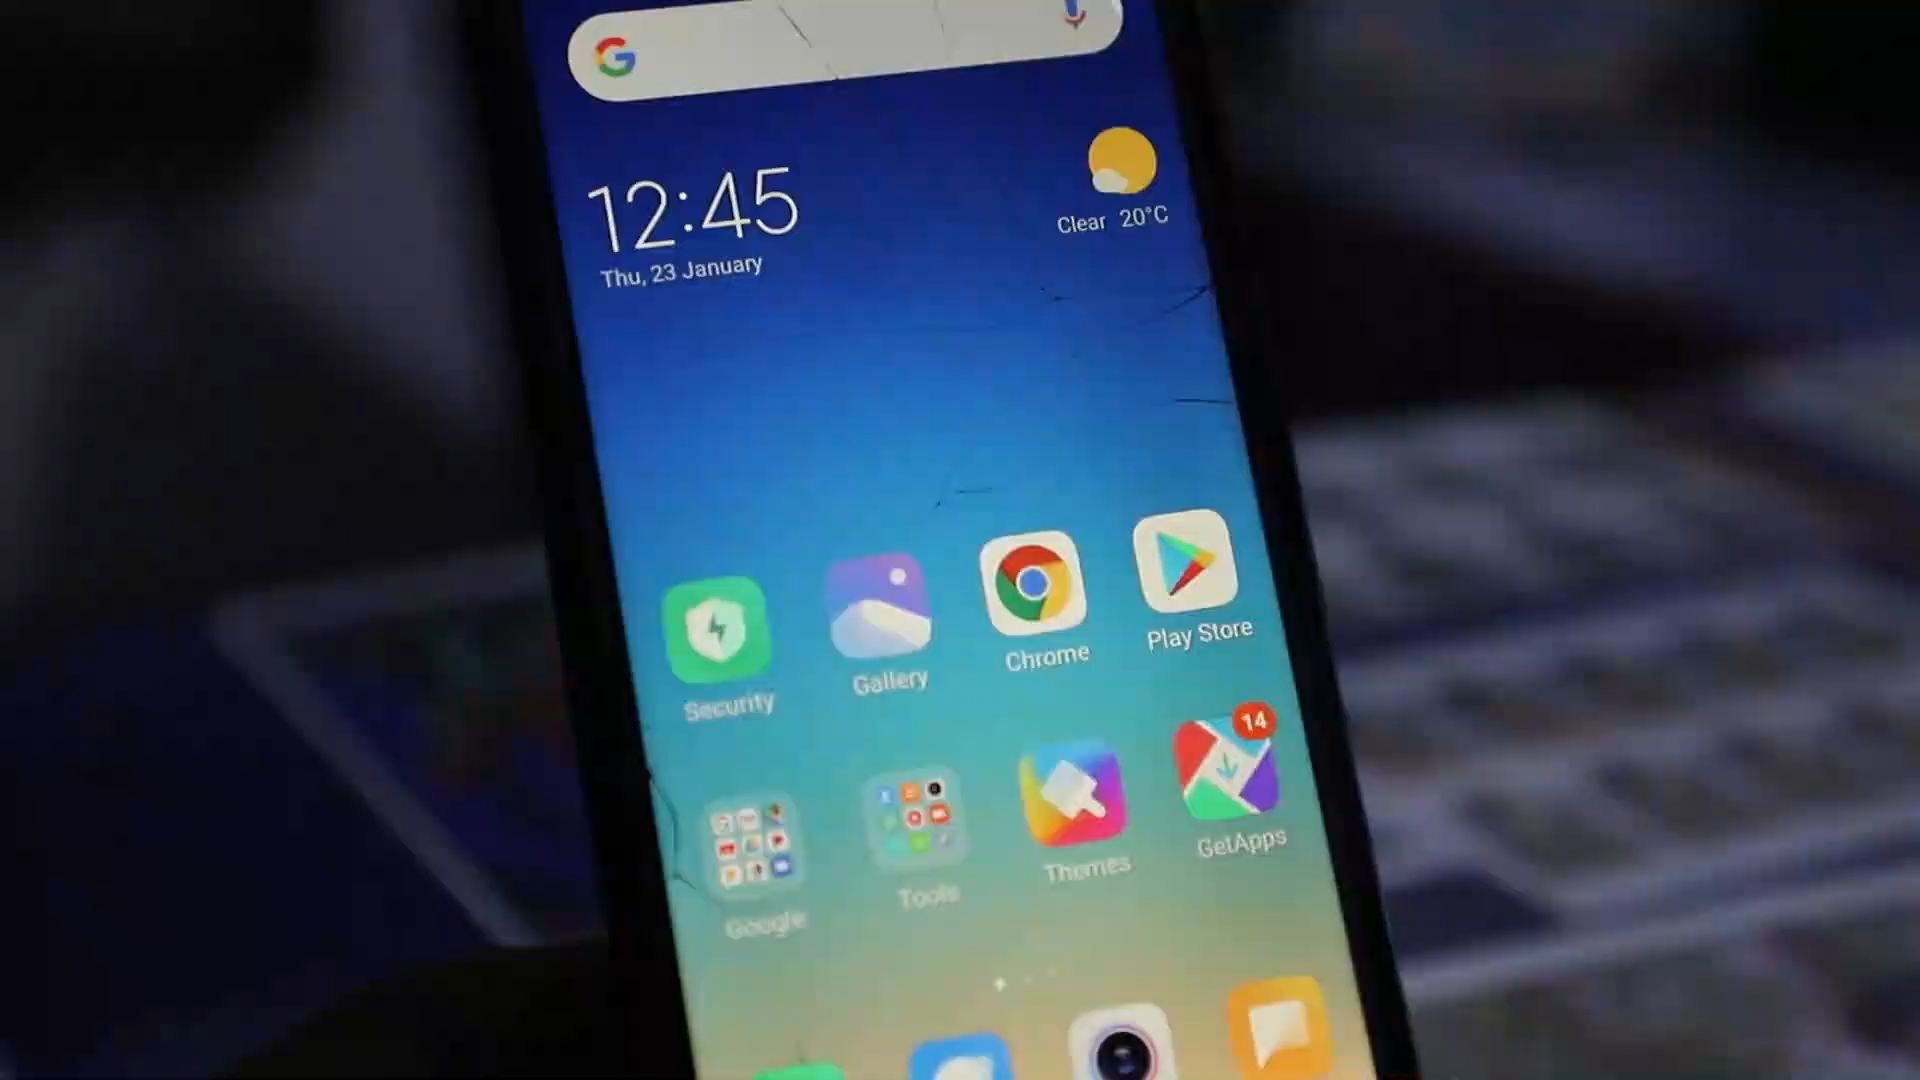 12:45
Thu, 23 January
Clear 20°C
Security
Gallery
Chrome
Play Store
14
Google
Tools
Themes
GetApps